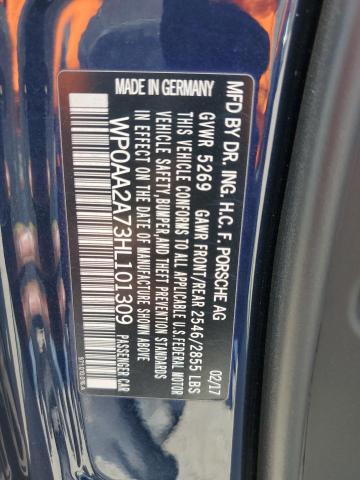 MFD BY DR. ING. H.C. F. PORSCHE AG
02/17
GVWR 5269 GAWR FRONT/REAR 2546/2855 LBS
THIS VEHICLE CONFORMS TO ALL APPLICABLE U.S. FEDERAL MOTOR
VEHICLE SAFETY, BUMPER, AND THEFT PREVENTION STANDARDS
IN EFFECT ON THE DATE
OF MANUFACTURE SHOWN ABOVE
WP0AA2A73HL101309 PASSENGER CAR
MADE IN GERMANY